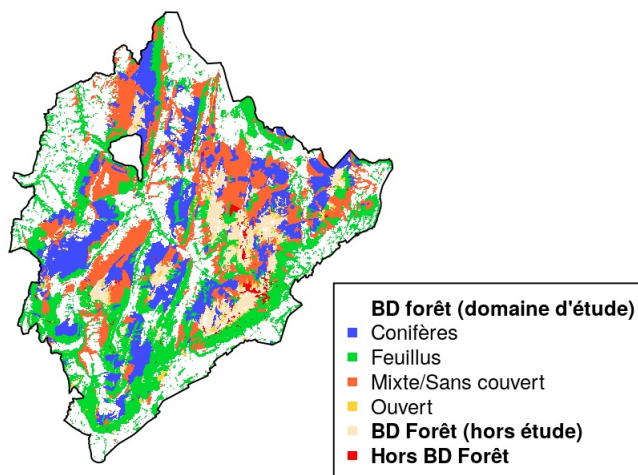 BD forêt (domaine d'étude)
Conifères
Feuillus
Mixte/Sans couvert
Ouvert
BD Forêt (hors étude)
Hors BD Forêt